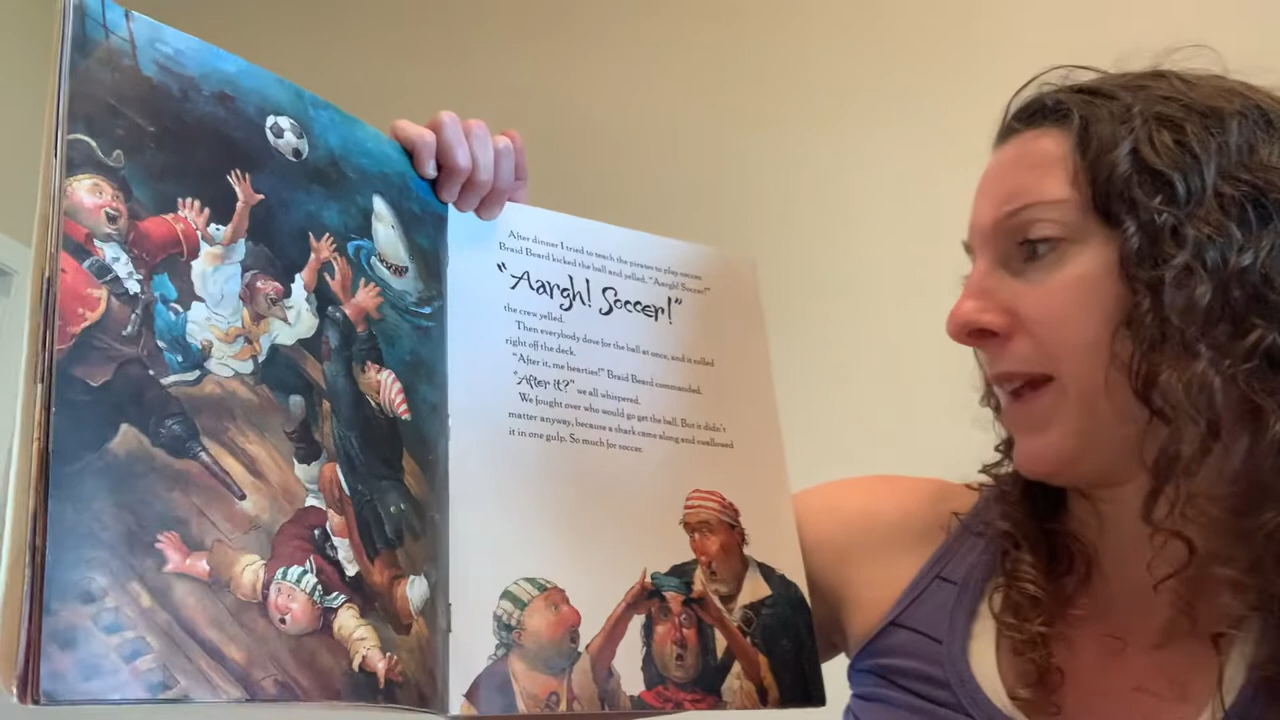 After dinner I tried to teach the pirates to play soccer.
Braid Beard kicked the ball and yelled, "Aargh! Soccer!"
"Aargh! Soccer!"
the crew yelled.
Then everybody dove for the ball at once, and it rolled
right off the deck.
"After it, me hearties!" Braid Beard commanded.
"After it?" we all whispered.
We fought over who would go get the ball. But it didn't
matter anyway, because a shark came along and swallowed
it in one gulp. So much for soccer.